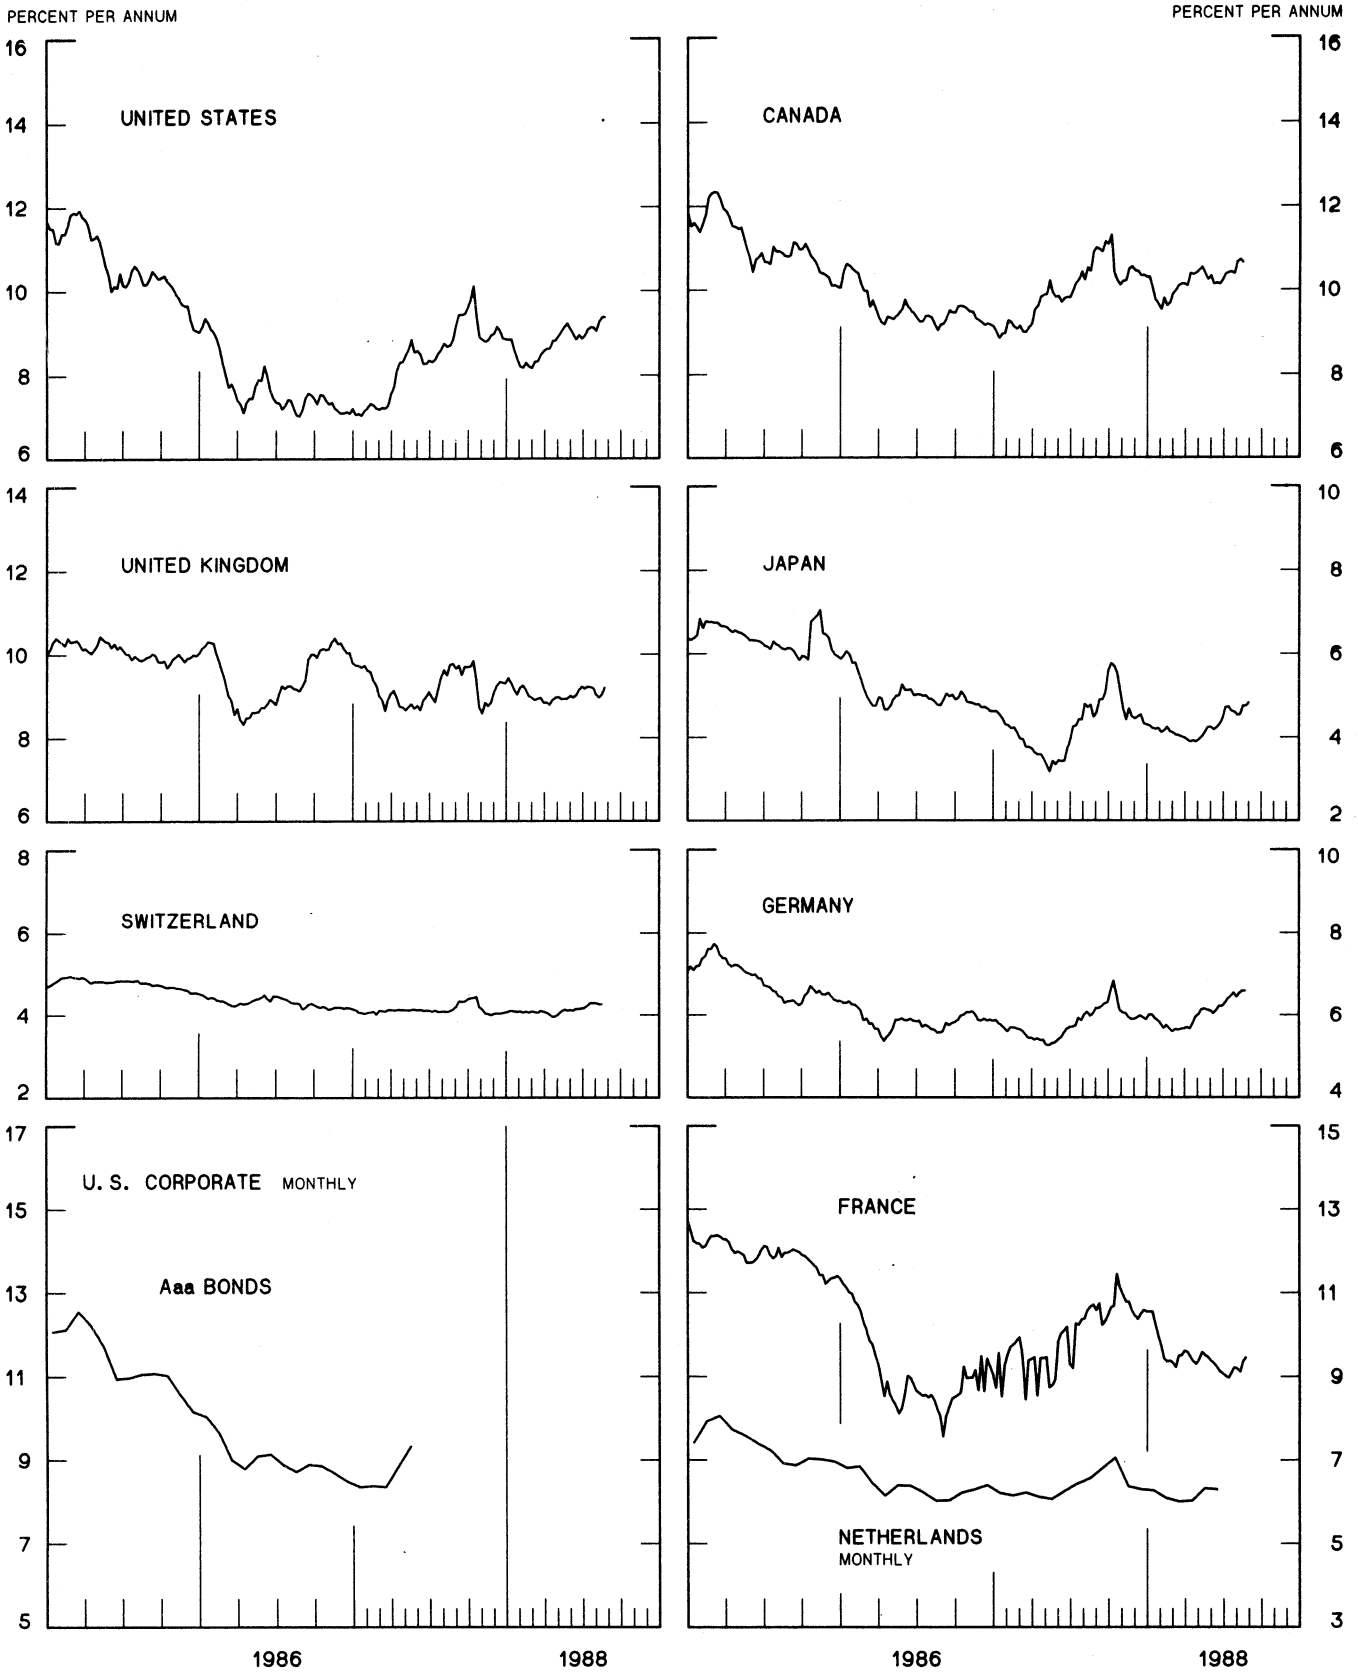 PERCENT PER ANNUM PERCENT PER ANNUM
16 16
UNITED STATES CANADA
14 14
12 12
10 10
8 8
6 6
14 10
UNITED KINGDOM JAPAN
12 8
10 6
8 4
6 2
8 10
SWITZERLAND GERMANY
6 8
4 6
2 4
17 15
U.S. CORPORATE MONTHLY
15 13
FRANCE
Aaa BONDS
13 11
11 9
9 7
NETHERLANDS
7 5
MONTHLY
5 3
1986 1988 1986 1988